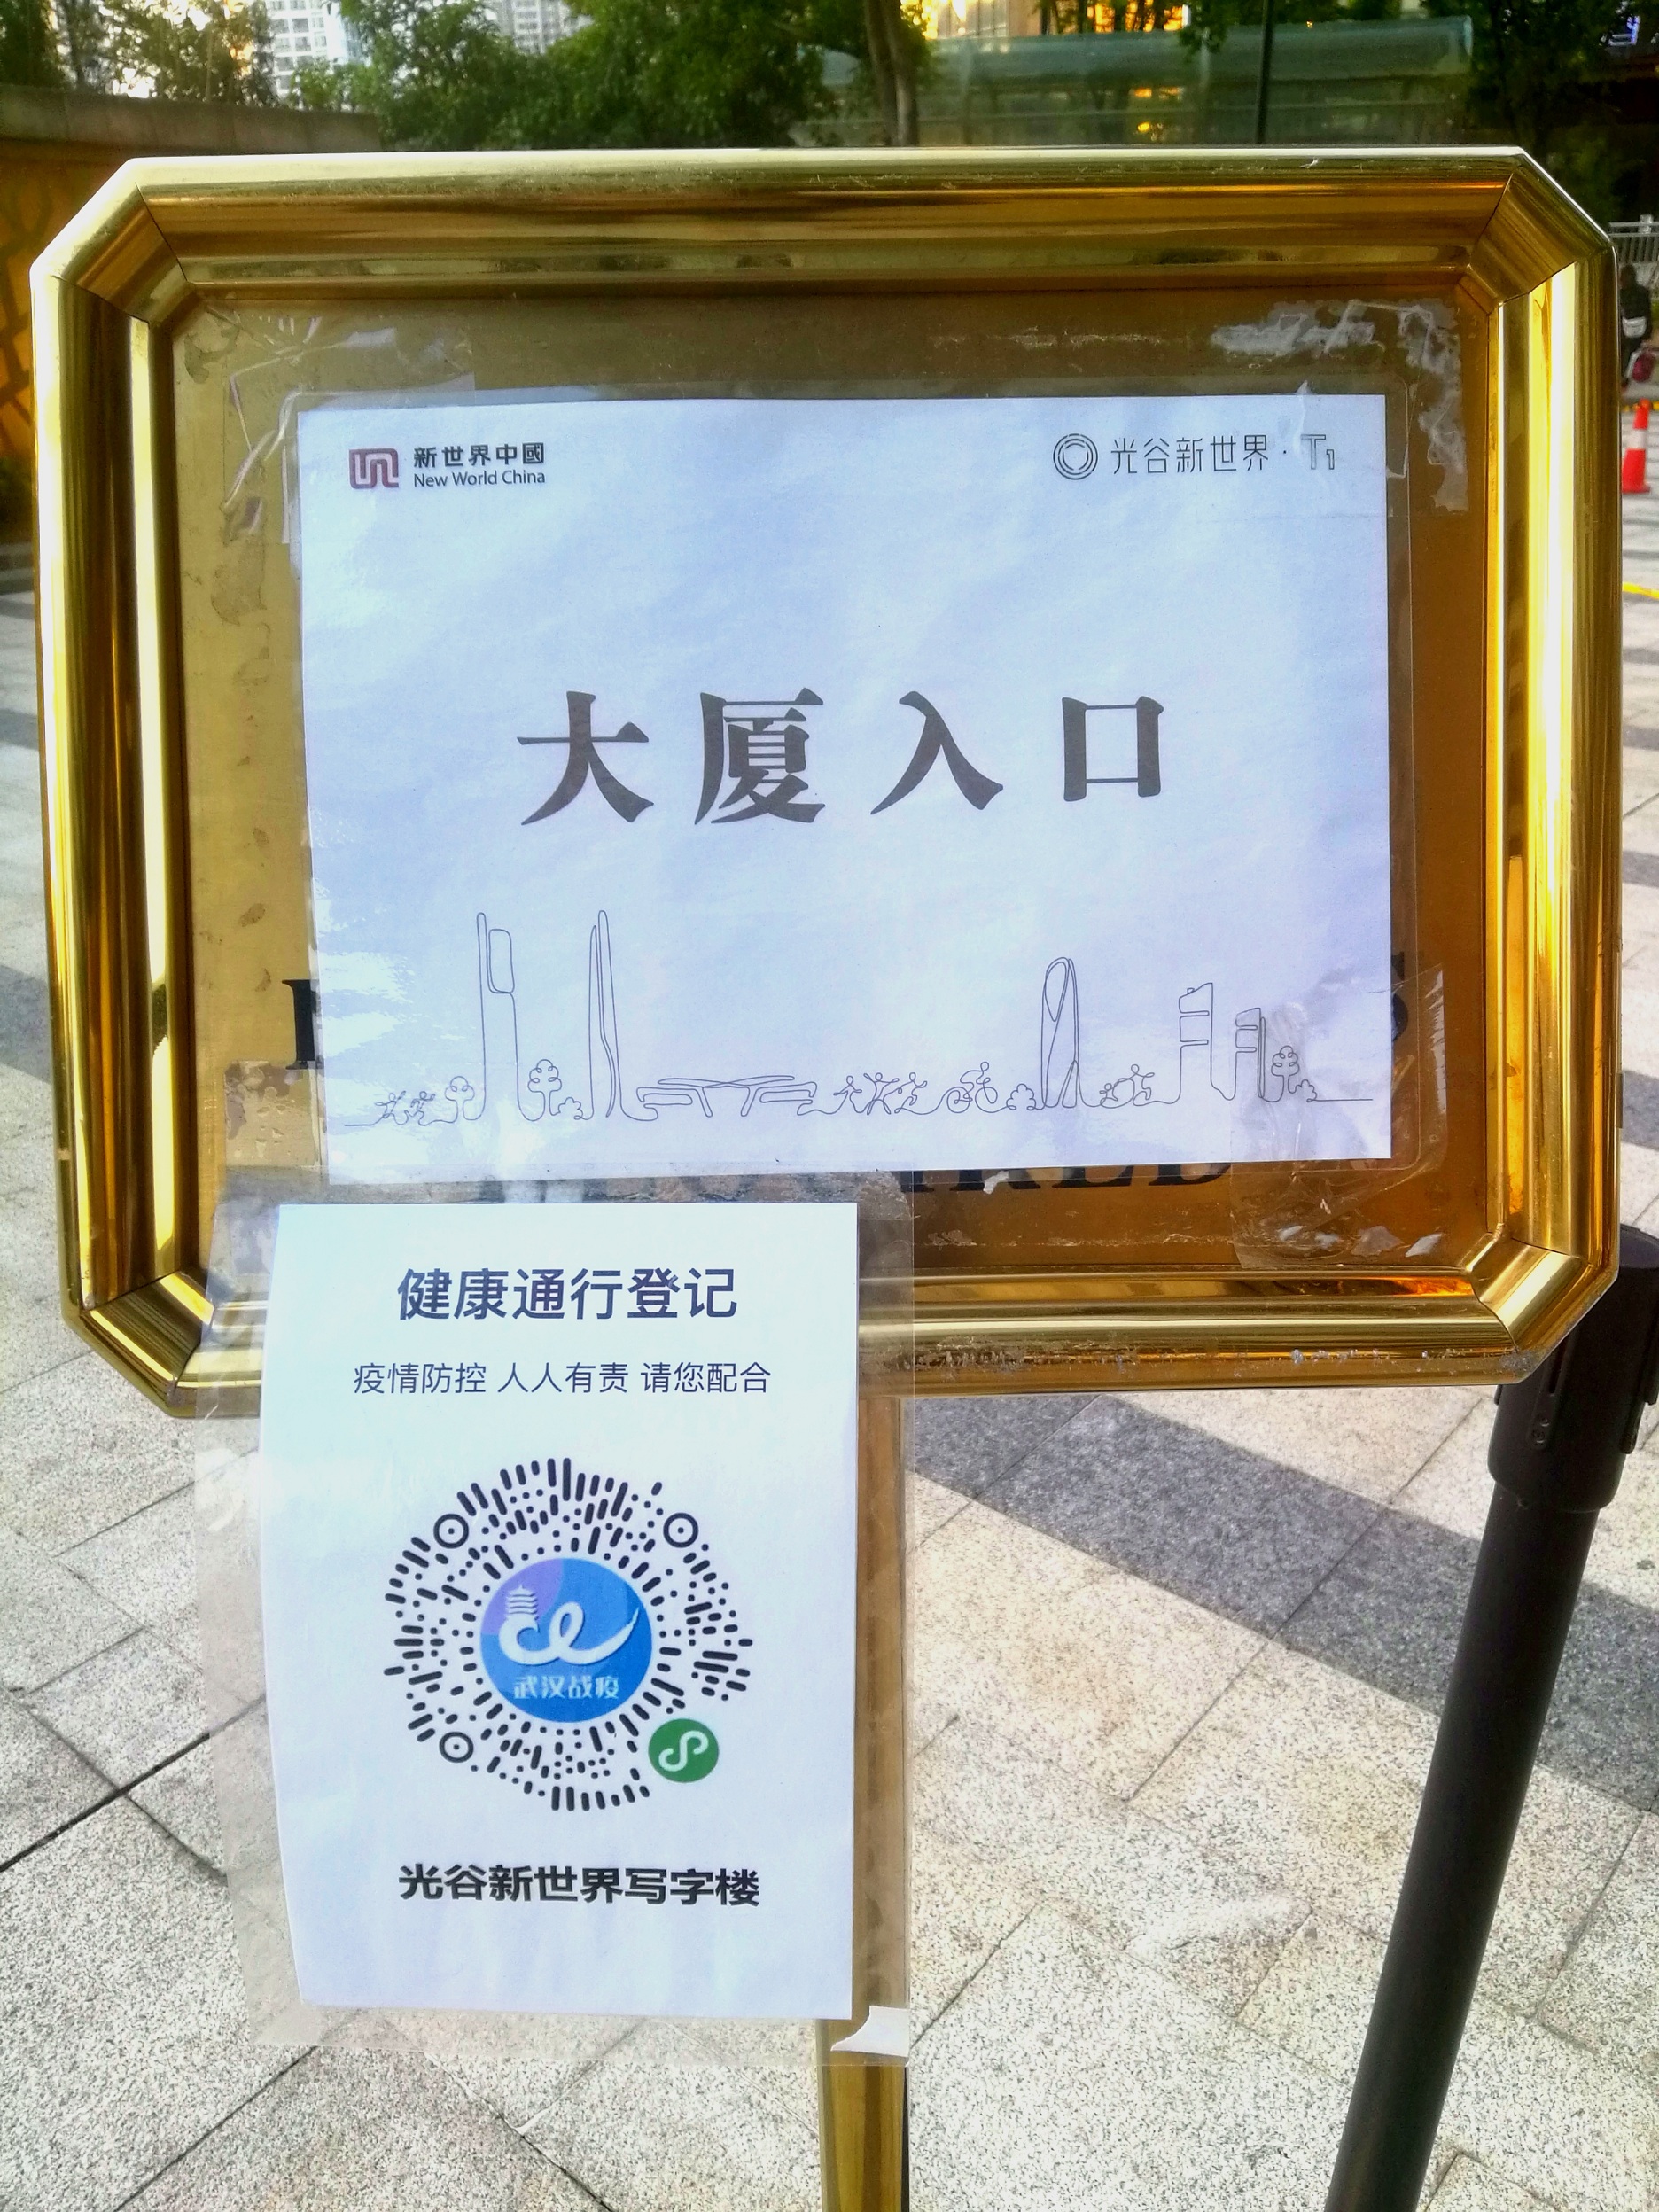 新世界中國
New World China
光谷新世界·T1
大厦入口
健康通行登记
疫情防控 人人有责 请您配合
武汉战疫
光谷新世界写字楼